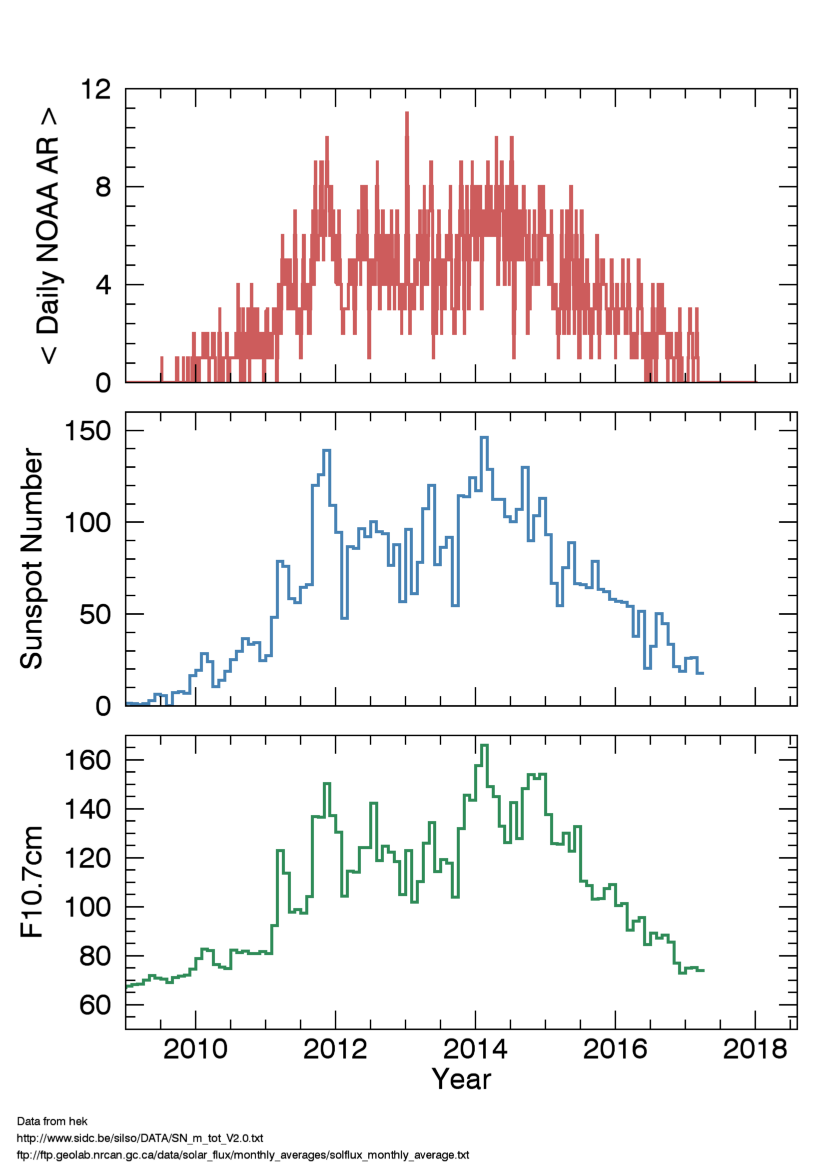 12
8
4
0
< Daily NOAA AR >
150
100
50
0
Sunspot Number
160
140
120
100
80
60
F10.7cm
2010 2012 2014 2016 2018
Year
Data from hek
http://www.sidc.be/silso/DATA/SN_m_tot_V2.0.txt
ftp://ftp.geolab.nrcan.gc.ca/data/solar_flux/monthly_averages/solflux_monthly_average.txt